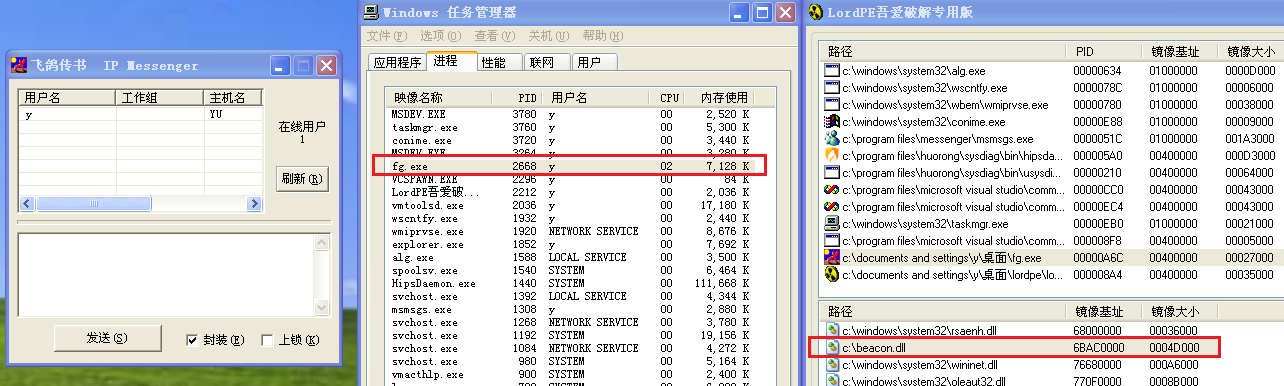 飞鸽传书 IP Messenger
用户名 工作组 主机名
y YU
在线用户
1
刷新(R)
发送(S)
封装(E)
上锁(K)
Windows 任务管理器
文件(F) 选项(O) 查看(V) 关机(U) 帮助(H)
应用程序 进程 性能 联网 用户
映像名称 PID 用户名 CPU 内存使用
MSDEV.EXE 3780 y 00 2,520 K
taskmgr.exe 3760 y 00 5,300 K
conime.exe 3720 y 00 3,440 K
MSDEV.EXE 3264 y 00 3,280 K
fg.exe 2668 y 02 7,128 K
VCSPAWN.EXE 2296 y 00 84 K
LordPE吾爱破... 2212 y 00 2,036 K
vmtoolsd.exe 2036 y 00 17,180 K
wscntfy.exe 1932 y 00 2,440 K
wmiprvse.exe 1920 NETWORK SERVICE 00 8,676 K
explorer.exe 1852 y 00 7,692 K
alg.exe 1588 LOCAL SERVICE 00 3,500 K
spoolsv.exe 1540 SYSTEM 00 6,464 K
HipsDaemon.exe 1440 SYSTEM 00 111,668 K
svchost.exe 1392 LOCAL SERVICE 00 4,344 K
msmsgs.exe 1308 y 00 2,880 K
svchost.exe 1268 NETWORK SERVICE 00 3,780 K
svchost.exe 1192 SYSTEM 00 19,156 K
svchost.exe 1084 NETWORK SERVICE 00 4,272 K
svchost.exe 980 SYSTEM 00 5,164 K
vmacthlp.exe 900 SYSTEM 00 2,500 K
LordPE吾爱破解专用版
路径 PID 镜像基址 镜像大小
c:\windows\system32\alg.exe 00000634 01000000 0000D000
c:\windows\system32\wscntfy.exe 0000078C 01000000 00006000
c:\windows\system32\wbem\wmiprvse.exe 00000780 01000000 00038000
c:\windows\system32\conime.exe 00000E88 01000000 00009000
c:\program files\messenger\msmsgs.exe 0000051C 01000000 001A3000
c:\program files\huorong\sysdiag\bin\hipsda... 000005A0 00400000 000D3000
c:\program files\huorong\sysdiag\bin\usysdi... 00000210 00400000 00064000
c:\program files\microsoft visual studio\comm... 00000CC0 00400000 00043000
c:\program files\microsoft visual studio\comm... 00000EC4 00400000 00043000
c:\windows\system32\taskmgr.exe 00000EB0 01000000 00021000
c:\program files\microsoft visual studio\comm... 000008F8 00400000 00005000
c:\documents and settings\y\桌面\fg.exe 00000A6C 00400000 00027000
c:\documents and settings\y\桌面\lordpe\lo... 000008A4 00400000 00035000
路径 镜像基址 镜像大小
c:\windows\system32\rsaenh.dll 68000000 00036000
c:\beacon.dll 6BAC0000 0004D000
c:\windows\system32\wininet.dll 76680000 000A6000
c:\windows\system32\oleaut32.dll 770F0000 0008B000